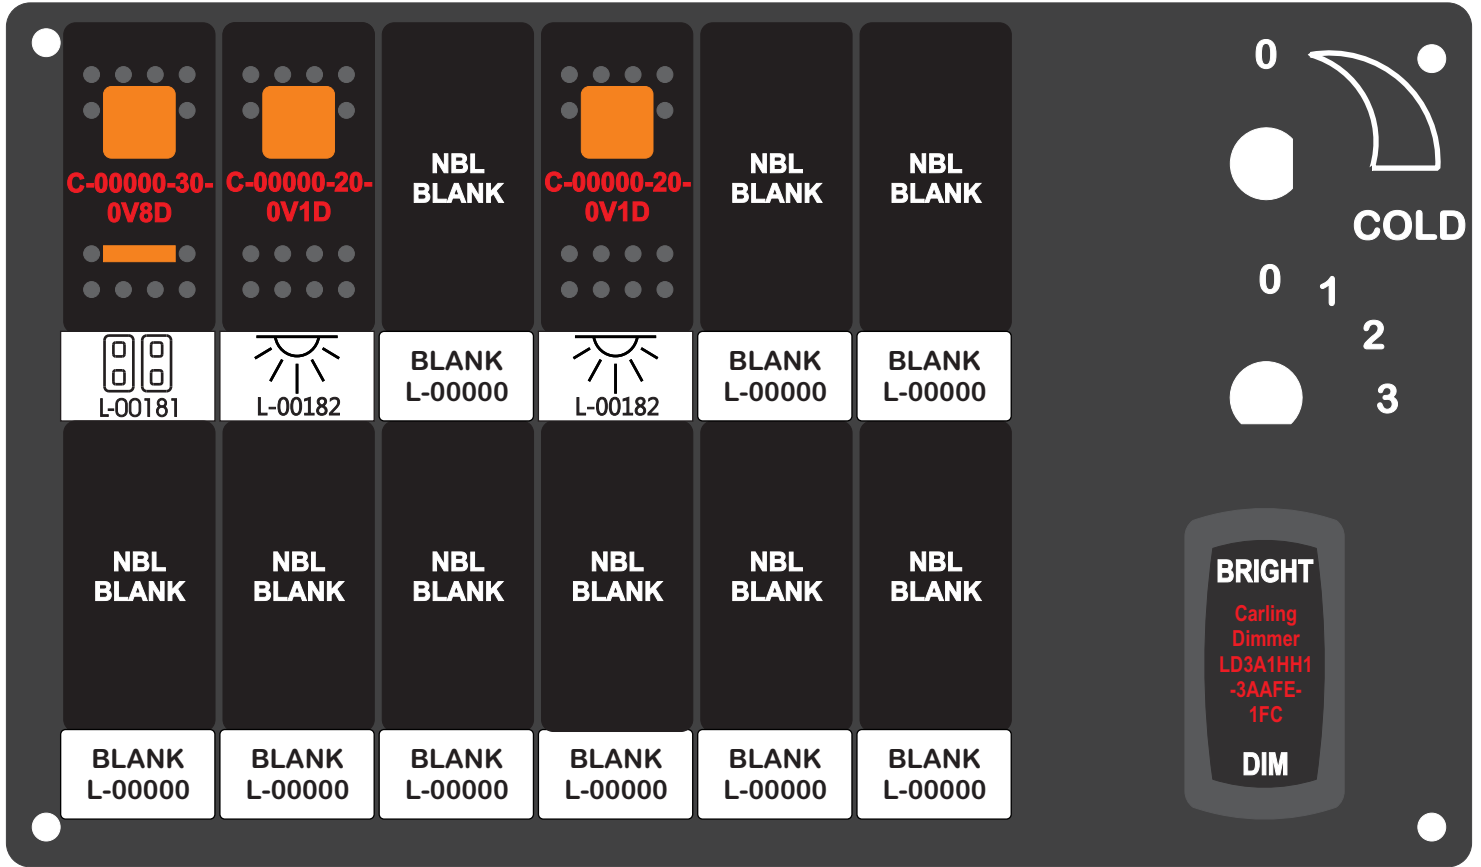 C-00000-30-
0V8D
C-00000-20-
0V1D
NBL
BLANK
C-00000-20-
0V1D
NBL
BLANK
NBL
BLANK
L-00181
L-00182
BLANK
L-00000
L-00182
BLANK
L-00000
BLANK
L-00000
NBL
BLANK
NBL
BLANK
NBL
BLANK
NBL
BLANK
NBL
BLANK
NBL
BLANK
BLANK
L-00000
BLANK
L-00000
BLANK
L-00000
BLANK
L-00000
BLANK
L-00000
BLANK
L-00000
0
COLD
0
1
2
3
BRIGHT
Carling
Dimmer
LD3A1HH1
-3AAFE-
1FC
DIM